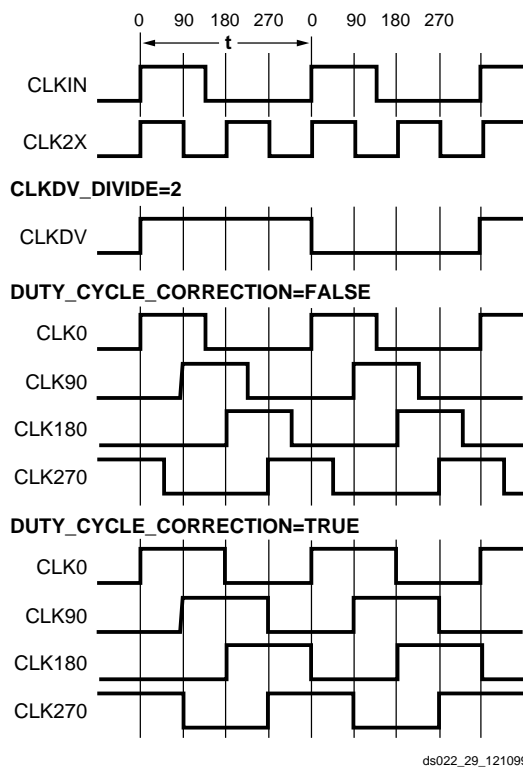 0 90 180 270 0 90 180 270
t
CLKIN
CLK2X
CLKDV_DIVIDE=2
CLKDV
DUTY_CYCLE_CORRECTION=FALSE
CLK0
CLK90
CLK180
CLK270
DUTY_CYCLE_CORRECTION=TRUE
CLK0
CLK90
CLK180
CLK270
ds022_29_121099